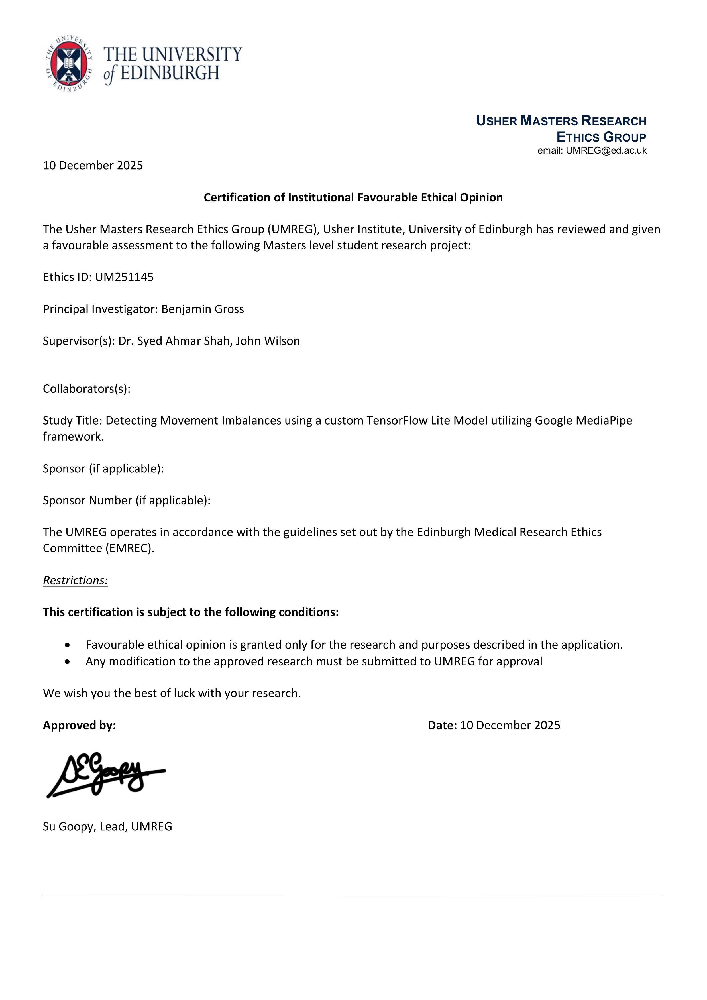 THE UNIVERSITY OF EDINBURGH
THE UNIVERSITY
of EDINBURGH
USHER MASTERS RESEARCH
ETHICS GROUP
email: UMREG@ed.ac.uk
10 December 2025
Certification of Institutional Favourable Ethical Opinion
The Usher Masters Research Ethics Group (UMREG), Usher Institute, University of Edinburgh has reviewed and given
a favourable assessment to the following Masters level student research project:
Ethics ID: UM251145
Principal Investigator: Benjamin Gross
Supervisor(s): Dr. Syed Ahmar Shah, John Wilson
Collaborators(s):
Study Title: Detecting Movement Imbalances using a custom TensorFlow Lite Model utilizing Google MediaPipe
framework.
Sponsor (if applicable):
Sponsor Number (if applicable):
The UMREG operates in accordance with the guidelines set out by the Edinburgh Medical Research Ethics
Committee (EMREC).
Restrictions:
This certification is subject to the following conditions:
• Favourable ethical opinion is granted only for the research and purposes described in the application.
• Any modification to the approved research must be submitted to UMREG for approval
We wish you the best of luck with your research.
Approved by: Date: 10 December 2025
SEGoopy
Su Goopy, Lead, UMREG